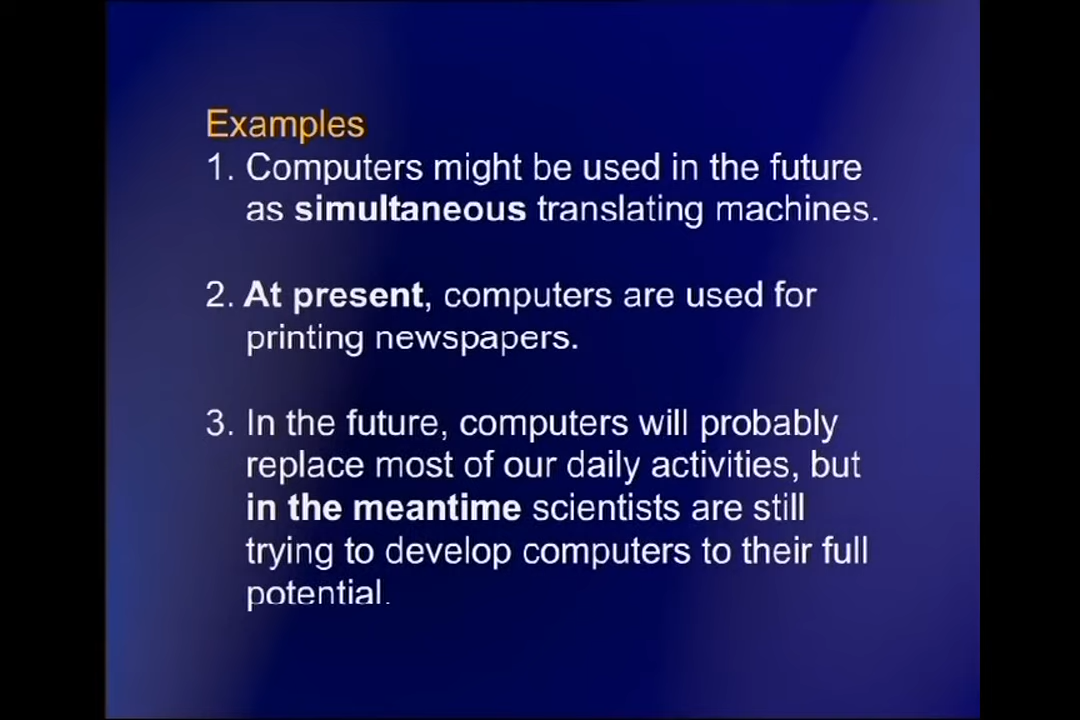 Examples
1. Computers might be used in the future
as simultaneous translating machines.
2. At present, computers are used for
printing newspapers.
3. In the future, computers will probably
replace most of our daily activities, but
in the meantime scientists are still
trying to develop computers to their full
potential.